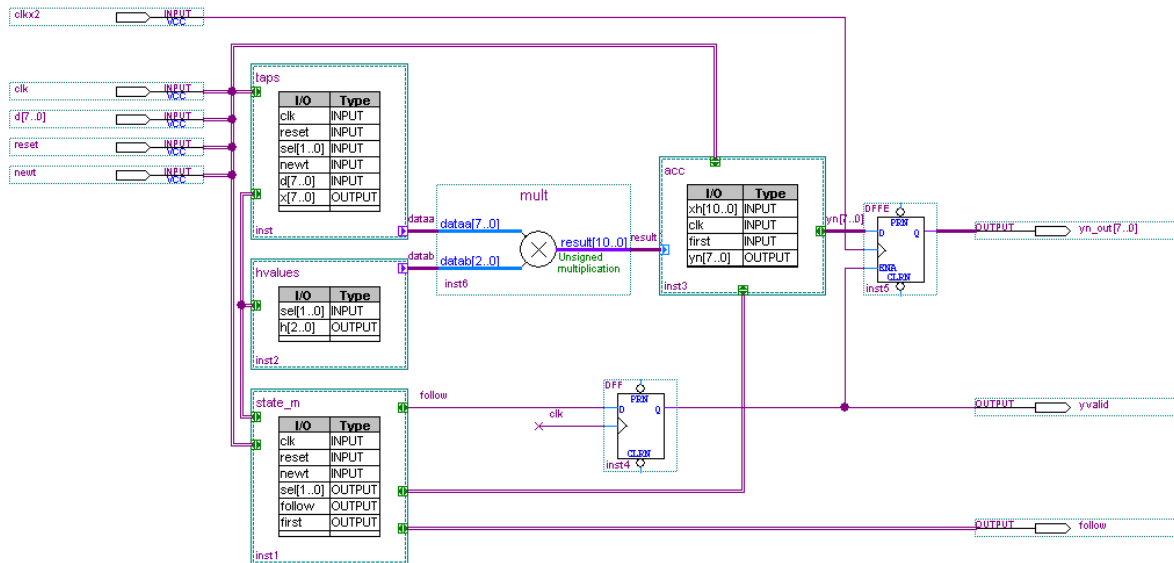 clkx2 INPUT VCC
clk INPUT VCC
d[7..0] INPUT VCC
reset INPUT VCC
newt INPUT VCC
taps
I/O Type
clk INPUT
reset INPUT
sel[1..0] INPUT
newt INPUT
d[7..0] INPUT
x[7..0] OUTPUT
inst
hvalues
I/O Type
sel[1..0] INPUT
h[2..0] OUTPUT
inst2
state_m
I/O Type
clk INPUT
reset INPUT
newt INPUT
sel[1..0] OUTPUT
follow OUTPUT
first OUTPUT
inst1
dataa
datab
mult
dataa[7..0]
datab[2..0]
result[10..0]
Unsigned
multiplication
inst6
result
acc
I/O Type
xh[10..0] INPUT
clk INPUT
first INPUT
yn[7..0] OUTPUT
inst3
yn[7..0]
DFFE
PRN
D Q
ENA
CLRN
inst5
OUTPUT yn_out[7..0]
follow
clk
DFF
PRN
D Q
CLRN
inst4
OUTPUT yvalid
OUTPUT follow